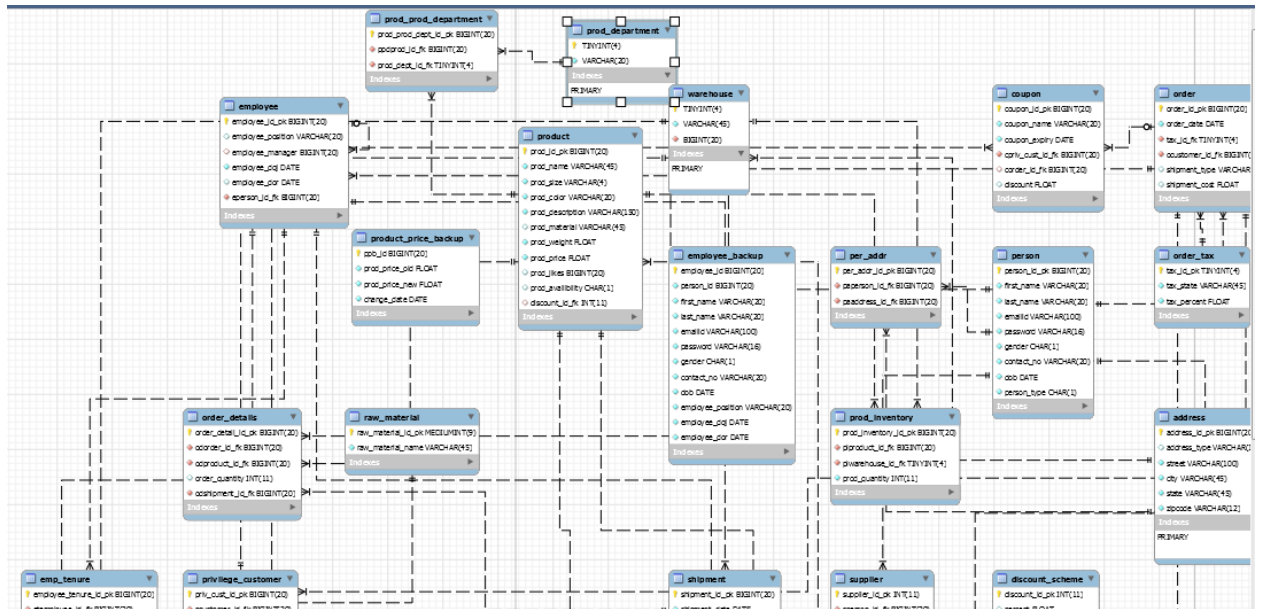 prod_prod_department
prod_prod_dept_id_pk BIGINT(20)
ppdprod_id_fk BIGINT(20)
prod_dept_id_fk TINYINT(4)
Indexes
prod_department
TINYINT(4)
VARCHAR(20)
Indexes
PRIMARY
employee
employee_id_pk BIGINT(20)
employee_position VARCHAR(20)
employee_manager BIGINT(20)
employee_doj DATE
employee_dor DATE
eperson_id_fk BIGINT(20)
Indexes
product
prod_id_pk BIGINT(20)
prod_name VARCHAR(45)
prod_size VARCHAR(4)
prod_color VARCHAR(20)
prod_description VARCHAR(150)
prod_material VARCHAR(45)
prod_weight FLOAT
prod_price FLOAT
prod_likes BIGINT(20)
prod_availibility CHAR(1)
discount_id_fk INT(11)
Indexes
warehouse
TINYINT(4)
VARCHAR(45)
BIGINT(20)
Indexes
PRIMARY
coupon
coupon_id_pk BIGINT(20)
coupon_name VARCHAR(20)
coupon_expiry DATE
cpriv_cust_id_fk BIGINT(20)
corder_id_fk BIGINT(20)
discount FLOAT
Indexes
order
order_id_pk BIGINT(20)
order_date DATE
tax_id_fk TINYINT(4)
ocustomer_id_fk BIGINT(
shipment_type VARCHAR
shipment_cost FLOAT
Indexes
product_price_backup
ppb_id BIGINT(20)
prod_price_old FLOAT
prod_price_new FLOAT
change_date DATE
Indexes
employee_backup
employee_id BIGINT(20)
person_id BIGINT(20)
first_name VARCHAR(20)
last_name VARCHAR(20)
emailid VARCHAR(100)
password VARCHAR(16)
gender CHAR(1)
contact_no VARCHAR(20)
dob DATE
employee_position VARCHAR(20)
employee_doj DATE
employee_dor DATE
Indexes
per_addr
per_addr_id_pk BIGINT(20)
paperson_id_fk BIGINT(20)
paaddress_id_fk BIGINT(20)
Indexes
person
person_id_pk BIGINT(20)
first_name VARCHAR(20)
last_name VARCHAR(20)
emailid VARCHAR(100)
password VARCHAR(16)
gender CHAR(1)
contact_no VARCHAR(20)
dob DATE
person_type CHAR(1)
Indexes
order_tax
tax_id_pk TINYINT(4)
tax_state VARCHAR(45)
tax_percent FLOAT
Indexes
order_details
order_detail_id_pk BIGINT(20)
odorder_id_fk BIGINT(20)
odproduct_id_fk BIGINT(20)
order_quantity INT(11)
odshipment_id_fk BIGINT(20)
Indexes
raw_material
raw_material_id_pk MEDIUMINT(9)
raw_material_name VARCHAR(45)
Indexes
prod_inventory
prod_inventory_id_pk BIGINT(20)
piproduct_id_fk BIGINT(20)
piwarehouse_id_fk TINYINT(4)
prod_quantity INT(11)
Indexes
address
address_id_pk BIGINT(20
address_type VARCHAR(
street VARCHAR(100)
city VARCHAR(45)
state VARCHAR(45)
zipcode VARCHAR(12)
Indexes
PRIMARY
emp_tenure
employee_tenure_id_pk BIGINT(20)
privilege_customer
priv_cust_id_pk BIGINT(20)
shipment
shipment_id_pk BIGINT(20)
supplier
supplier_id_pk INT(11)
discount_scheme
discount_id_pk INT(11)